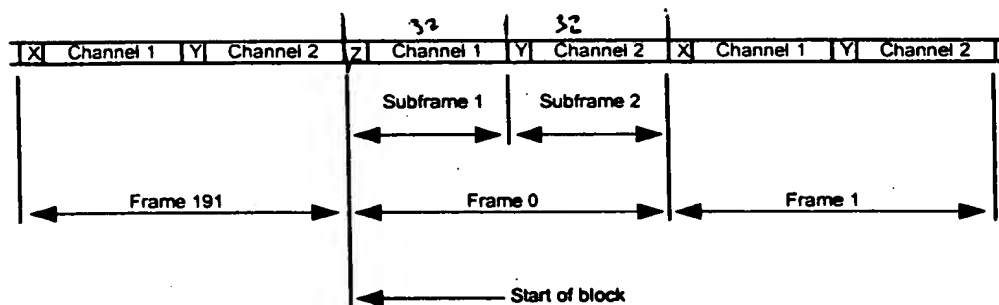 32 32
X Channel 1 Y Channel 2 Z Channel 1 Y Channel 2 X Channel 1 Y Channel 2
Subframe 1 Subframe 2
Frame 191 Frame 0 Frame 1
Start of block